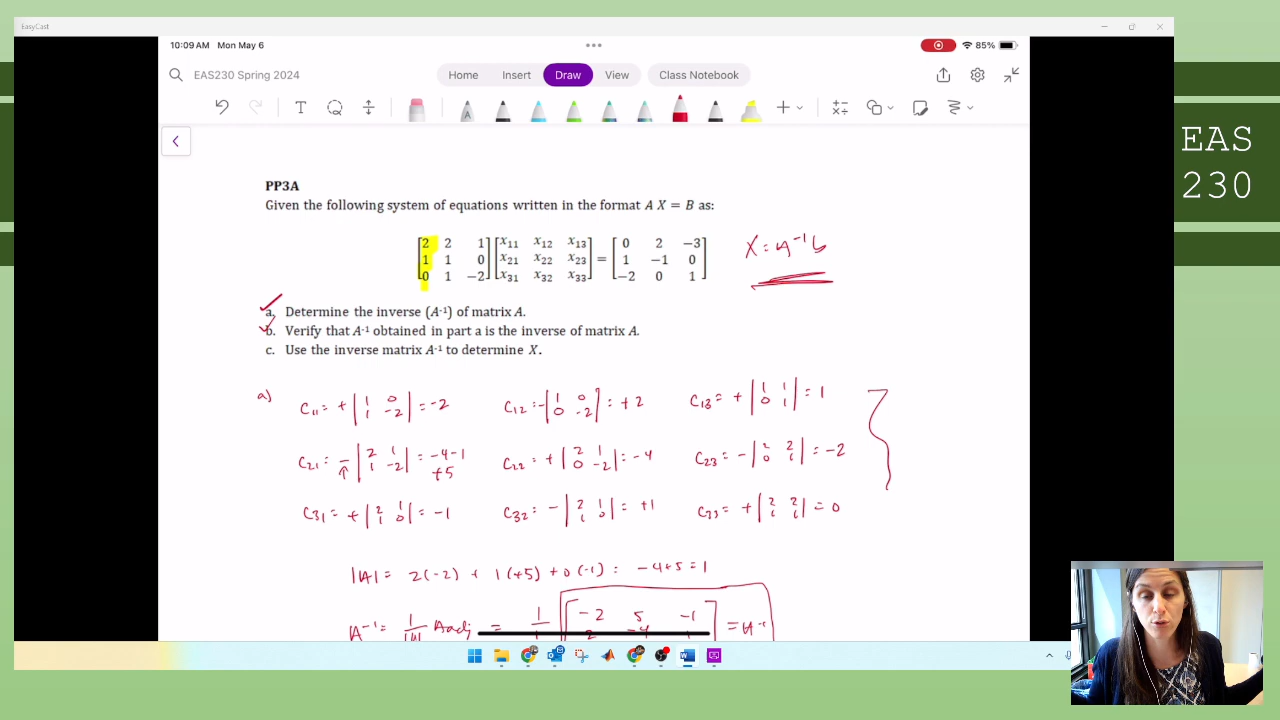 EasyCast
10:09 AM Mon May 6
85%
EAS230 Spring 2024
Home Insert Draw View Class Notebook
EAS
230
PP3A
Given the following system of equations written in the format A X = B as:
[2 2 1] [x11 x12 x13] = [0 2 −3]
[1 1 0] [x21 x22 x23] [1 −1 0]
[0 1 −2] [x31 x32 x33] [−2 0 1]
X = A⁻¹b
a. Determine the inverse (A⁻¹) of matrix A.
b. Verify that A⁻¹ obtained in part a is the inverse of matrix A.
c. Use the inverse matrix A⁻¹ to determine X.
a) C11 = + |1 0; 1 -2| = -2 C12 = - |1 0; 0 -2| = +2 C13 = + |1 1; 0 1| = 1
C21 = - |2 1; 1 -2| = -4-1 +5 C22 = + |2 1; 0 -2| = -4 C23 = - |2 2; 0 1| = -2
C31 = + |2 1; 1 0| = -1 C32 = - |2 1; 1 0| = +1 C33 = + |2 2; 1 1| = 0
|A| = 2(-2) + 1(+5) + 0(-1) = -4+5 = 1
A⁻¹ = 1/|A| Aadj = 1/1 [-2 5 -1 = A⁻¹
2 -4 1